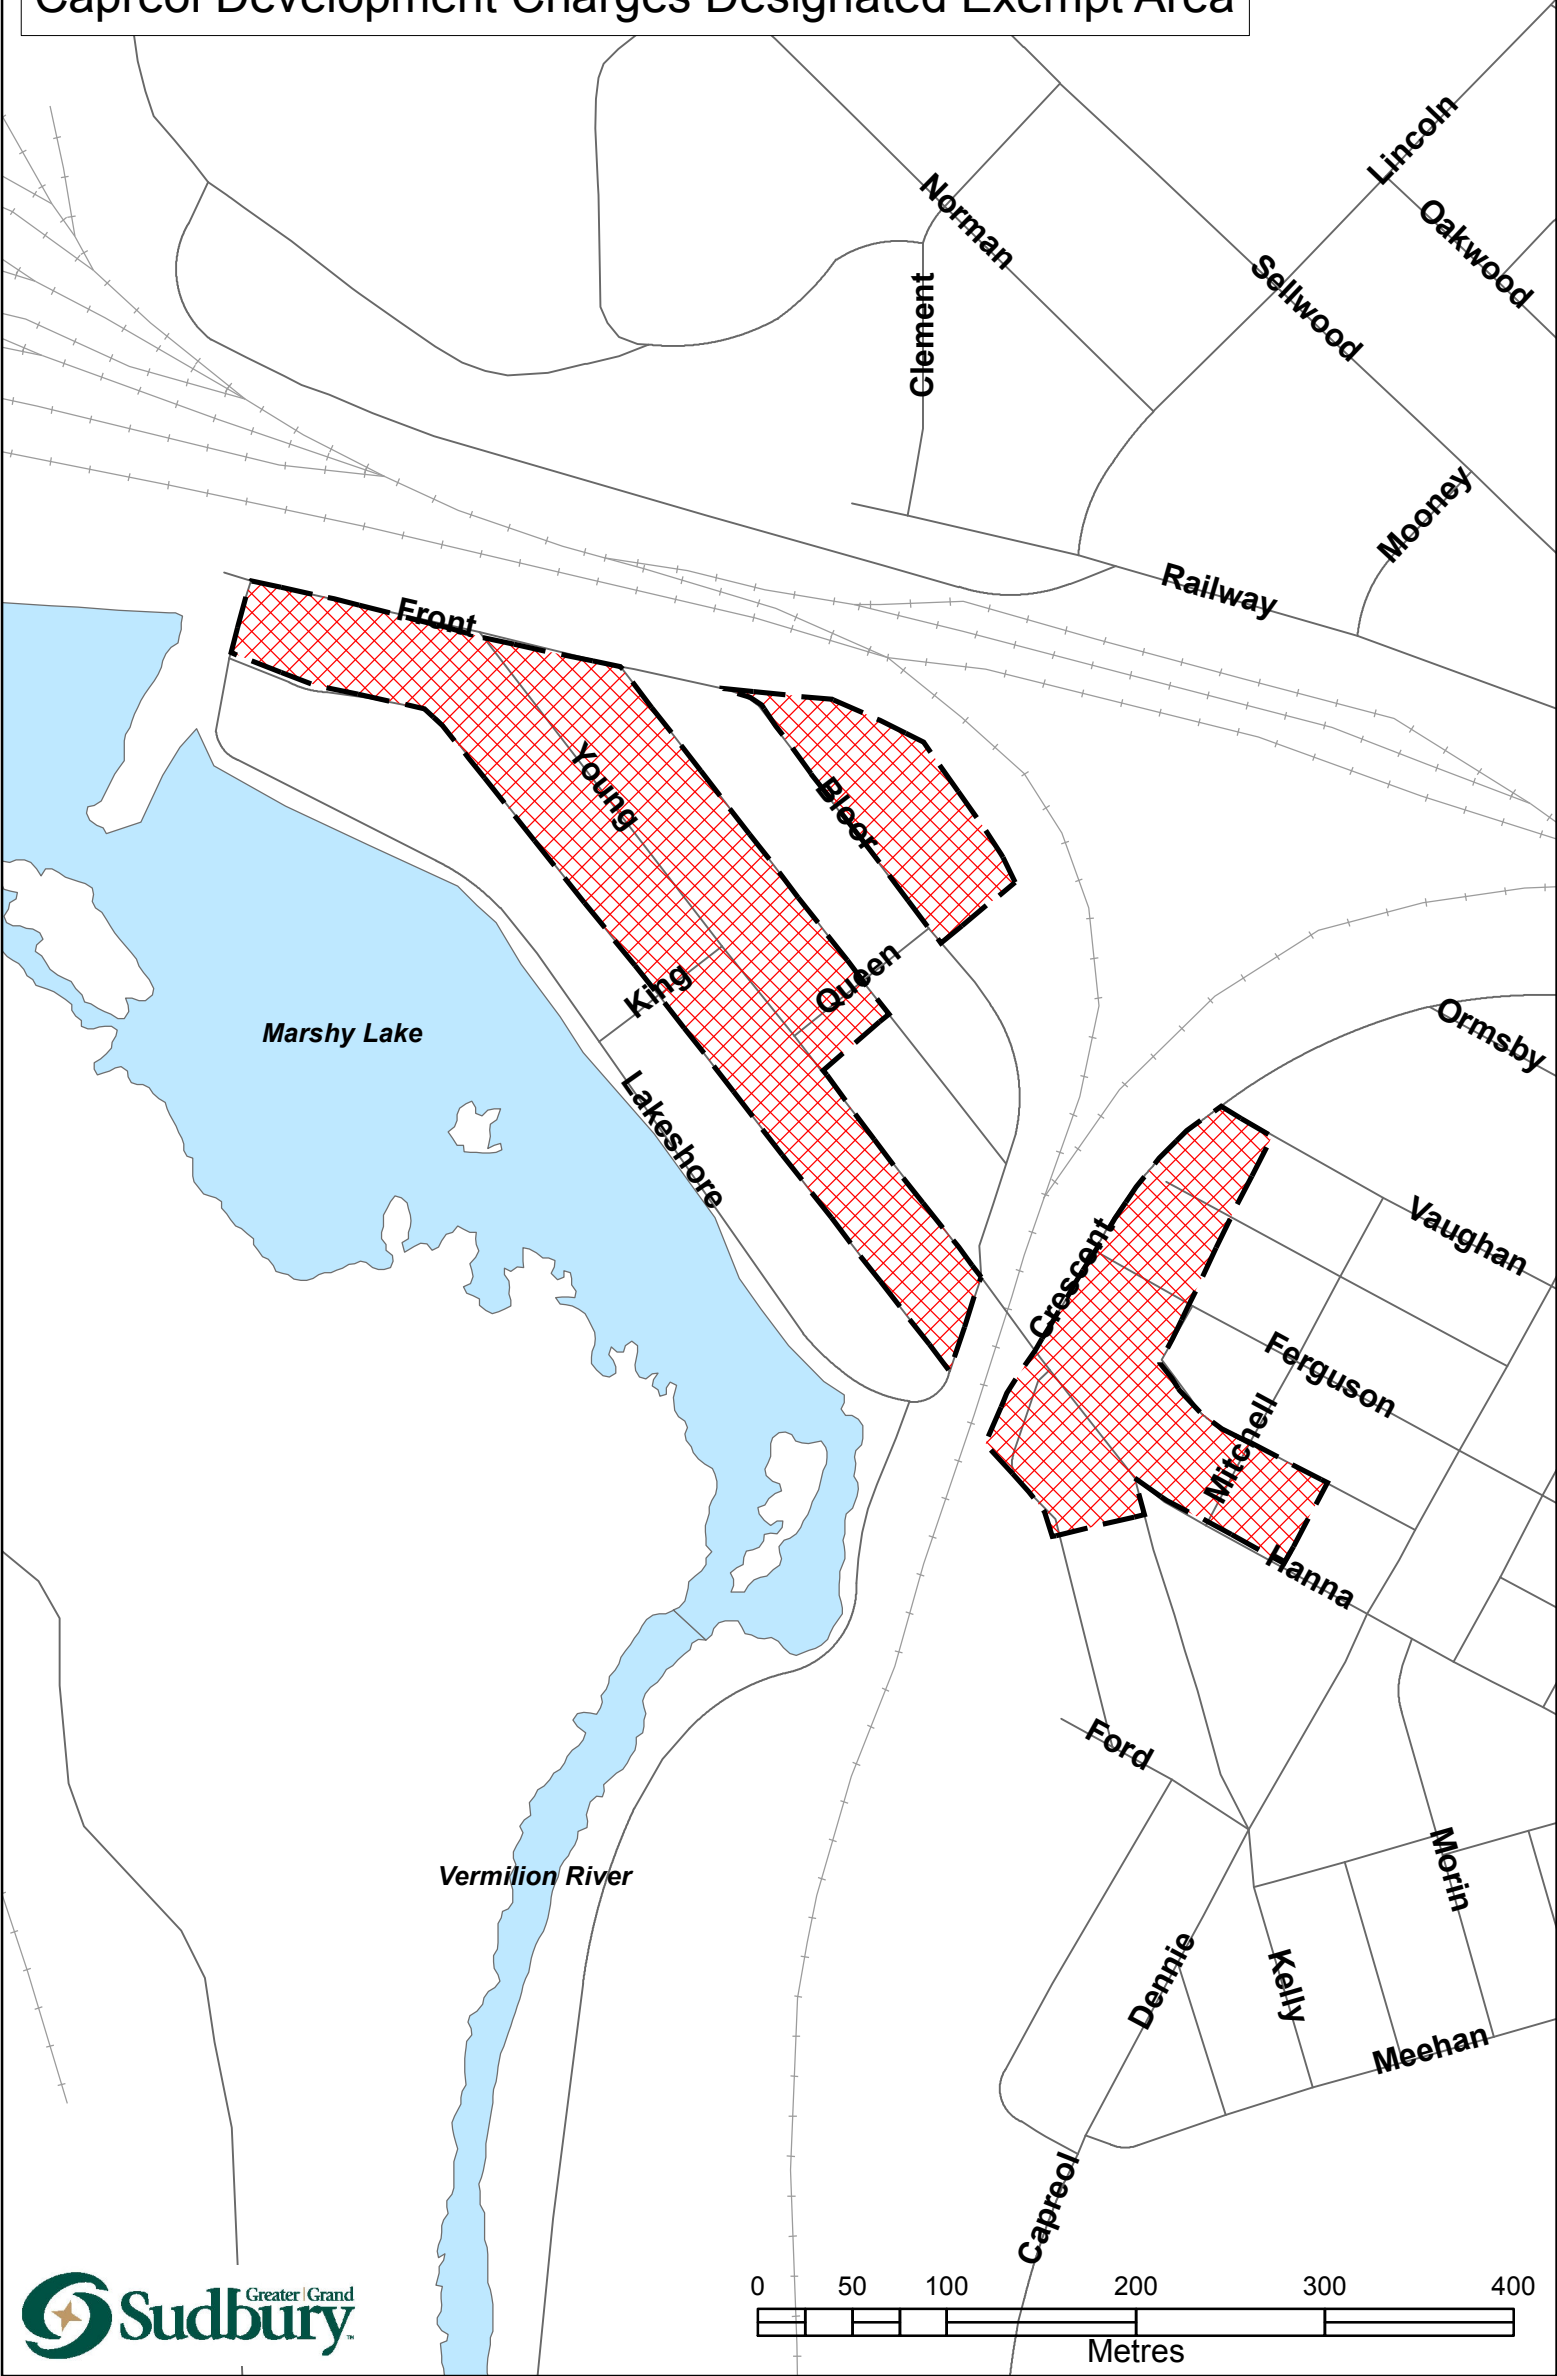 Capreol Development Charges Designated Exempt Area
Lincoln
Norman
Oakwood
Sellwood
Clement
Mooney
Railway
Front
Young
Bloor
King
Queen
Marshy Lake
Ormsby
Lakeshore
Vaughan
Crescent
Ferguson
Mitchell
Hanna
Ford
Morin
Vermilion River
Dennie
Kelly
Meehan
Capreol
Greater Grand
Sudbury
TM
0 50 100 200 300 400
Metres